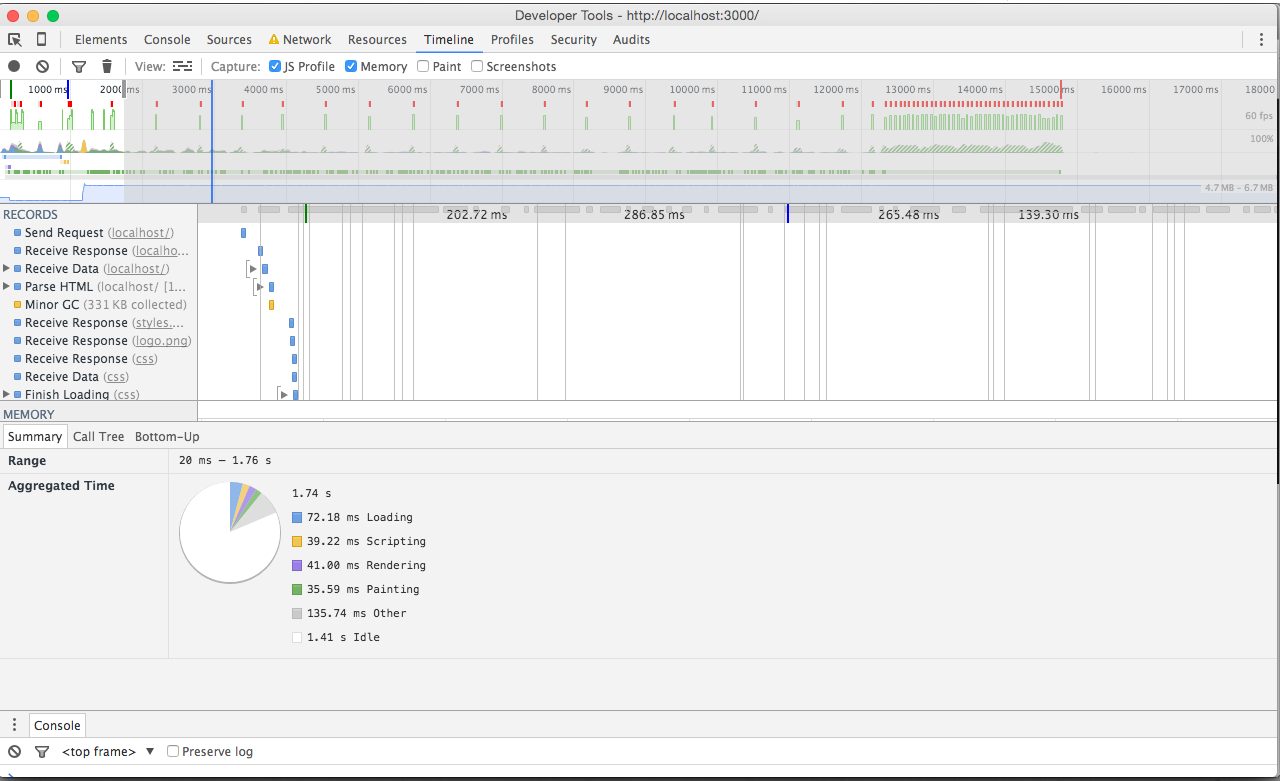 Developer Tools - http://localhost:3000/
Elements Console Sources Network Resources Timeline Profiles Security Audits
View: Capture: JS Profile Memory Paint Screenshots
1000 ms 2000 ms 3000 ms 4000 ms 5000 ms 6000 ms 7000 ms 8000 ms 9000 ms 10000 ms 11000 ms 12000 ms 13000 ms 14000 ms 15000 ms 16000 ms 17000 ms 18000
60 fps
100%
4.7 MB – 6.7 MB
RECORDS 202.72 ms 286.85 ms 265.48 ms 139.30 ms
Send Request (localhost/)
Receive Response (localho...
Receive Data (localhost/)
Parse HTML (localhost/ [1...
Minor GC (331 KB collected)
Receive Response (styles....
Receive Response (logo.png)
Receive Response (css)
Receive Data (css)
Finish Loading (css)
MEMORY
Summary Call Tree Bottom-Up
Range 20 ms – 1.76 s
Aggregated Time
1.74 s
72.18 ms Loading
39.22 ms Scripting
41.00 ms Rendering
35.59 ms Painting
135.74 ms Other
1.41 s Idle
Console
<top frame> ▼ Preserve log